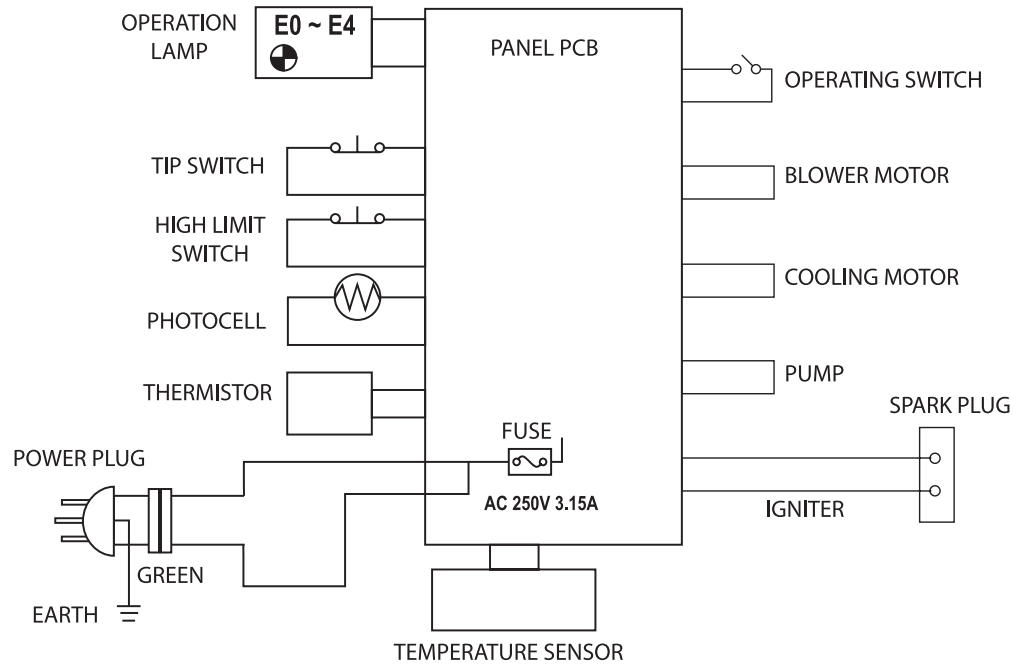 OPERATION
LAMP
E0 ~ E4
PANEL PCB
OPERATING SWITCH
TIP SWITCH
BLOWER MOTOR
HIGH LIMIT
SWITCH
COOLING MOTOR
PHOTOCELL
THERMISTOR
PUMP
SPARK PLUG
FUSE
POWER PLUG
AC 250V 3.15A
IGNITER
GREEN
EARTH
TEMPERATURE SENSOR